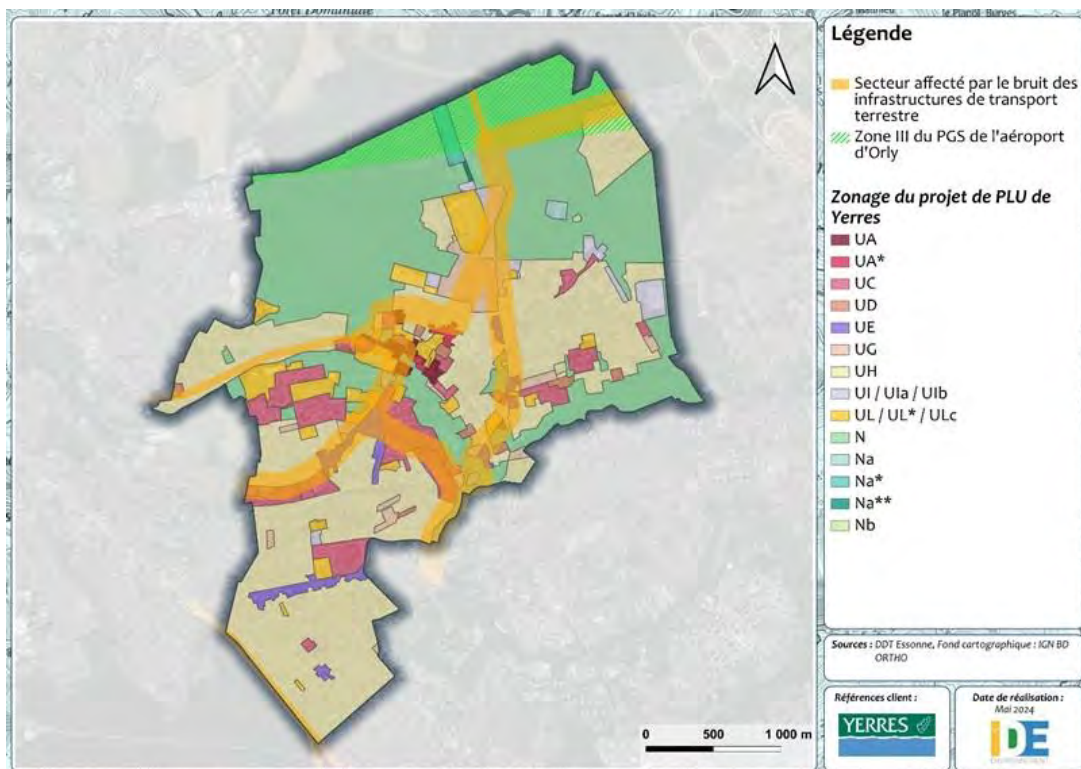 Forêt Domaniale
Légende
Secteur affecté par le bruit des
infrastructures de transport
terrestre
Zone III du PGS de l'aéroport
d'Orly
Zonage du projet de PLU de
Yerres
UA
UA*
UC
UD
UE
UG
UH
UI / UIa / UIb
UL / UL* / ULc
N
Na
Na*
Na**
Nb
0 500 1 000 m
Sources : DDT Essonne, Fond cartographique : IGN BD
ORTHO
Références client :
YERRES
Date de réalisation :
Mai 2024
iDE
ENVIRONNEMENT